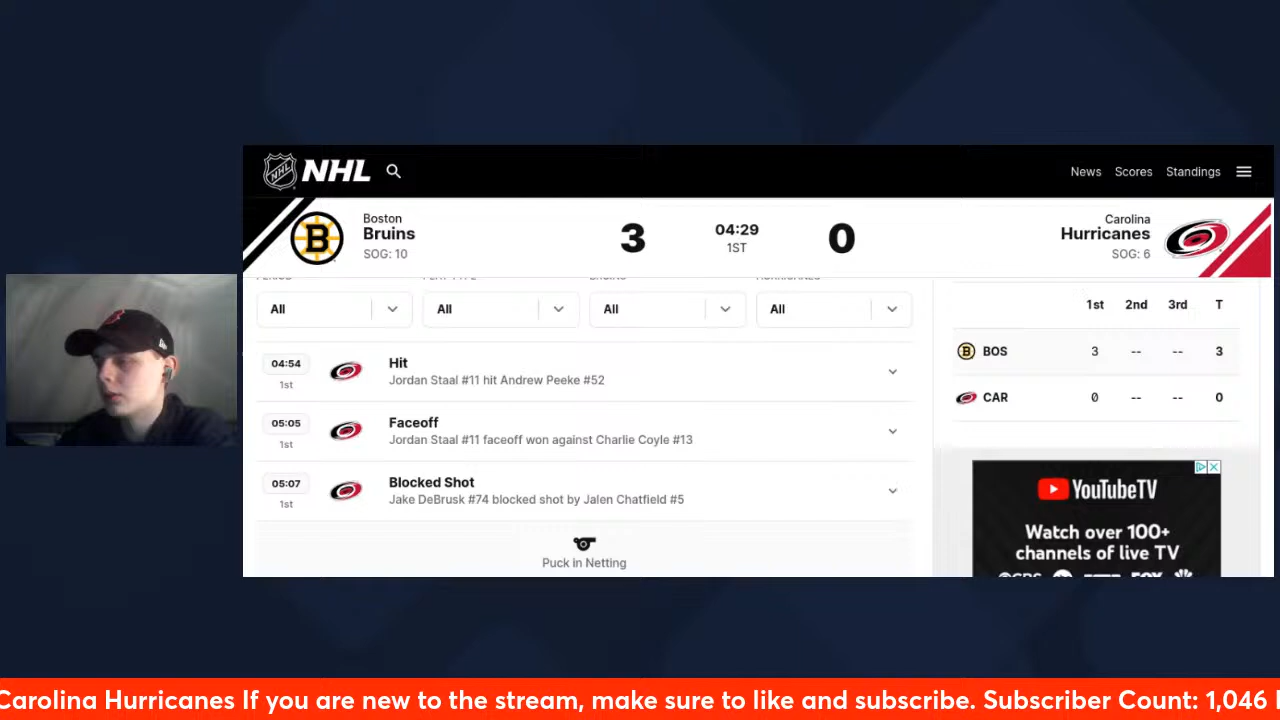 NHL
News Scores Standings
Boston
Bruins
SOG: 10
3
04:29
1ST
0
Carolina
Hurricanes
SOG: 6
All All All All
04:54
1st
Hit
Jordan Staal #11 hit Andrew Peeke #52
05:05
1st
Faceoff
Jordan Staal #11 faceoff won against Charlie Coyle #13
05:07
1st
Blocked Shot
Jake DeBrusk #74 blocked shot by Jalen Chatfield #5
Puck in Netting
1st 2nd 3rd T
BOS 3 -- -- 3
CAR 0 -- -- 0
YouTubeTV
Watch over 100+
channels of live TV
Carolina Hurricanes If you are new to the stream, make sure to like and subscribe. Subscriber Count: 1,046